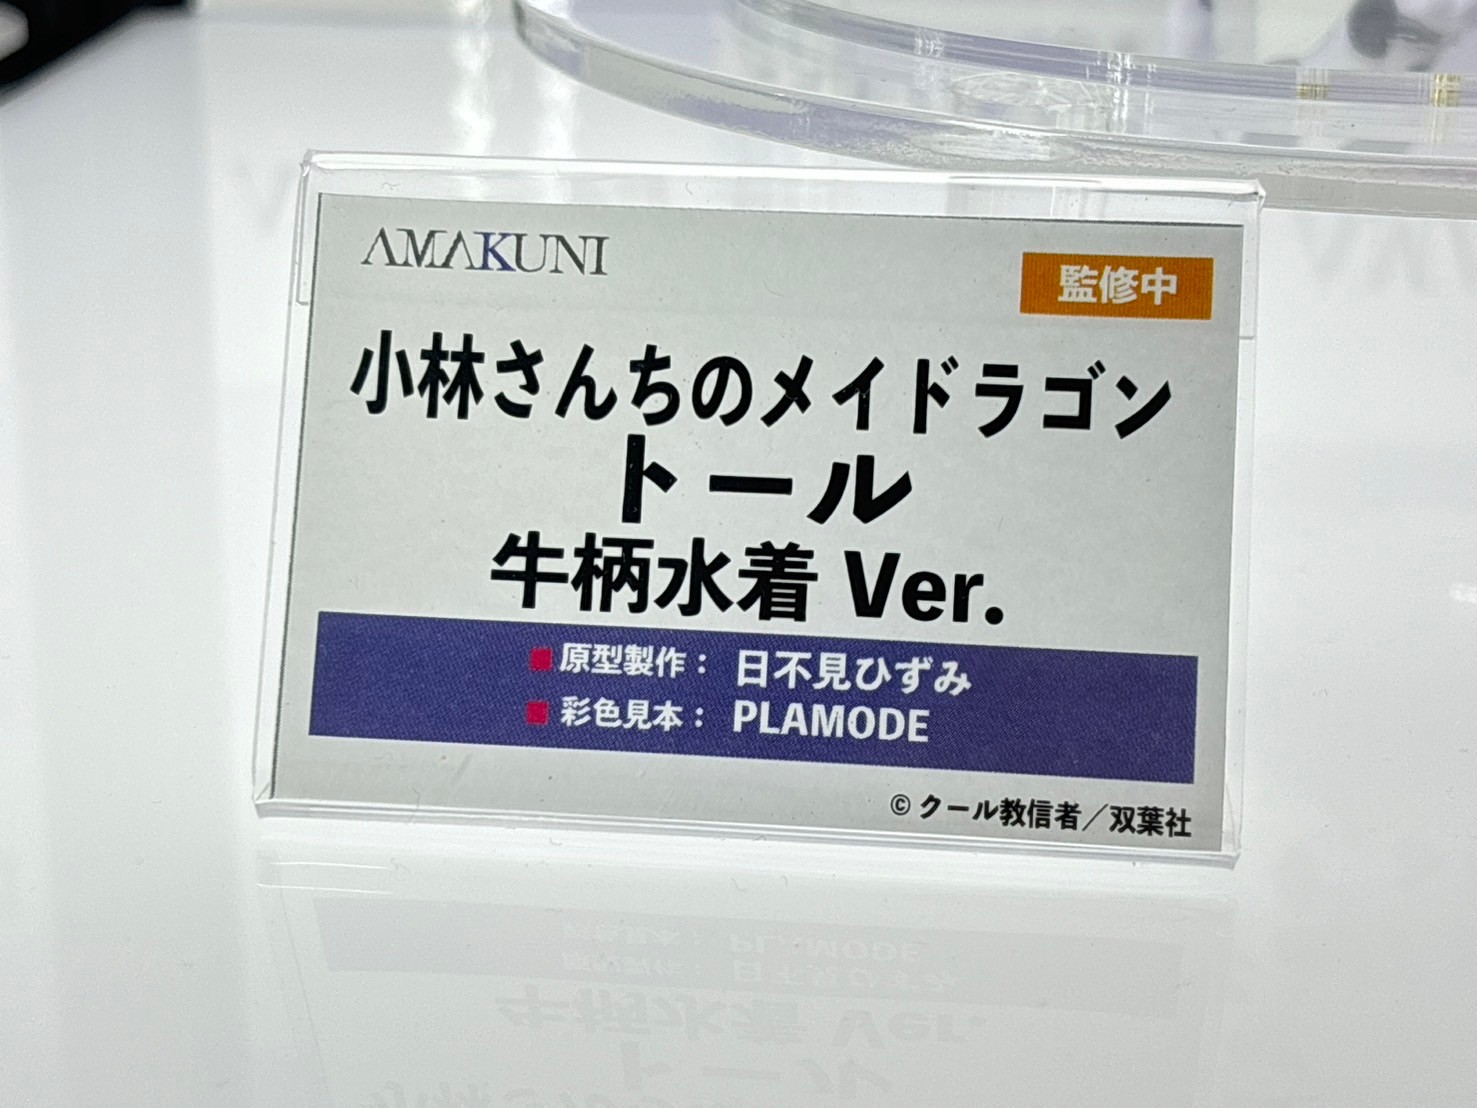 AMAKUNI
監修中
小林さんちのメイドラゴン
トール
牛柄水着 Ver.
■ 原型製作： 日不見ひずみ
■ 彩色見本： PLAMODE
© クール教信者／双葉社